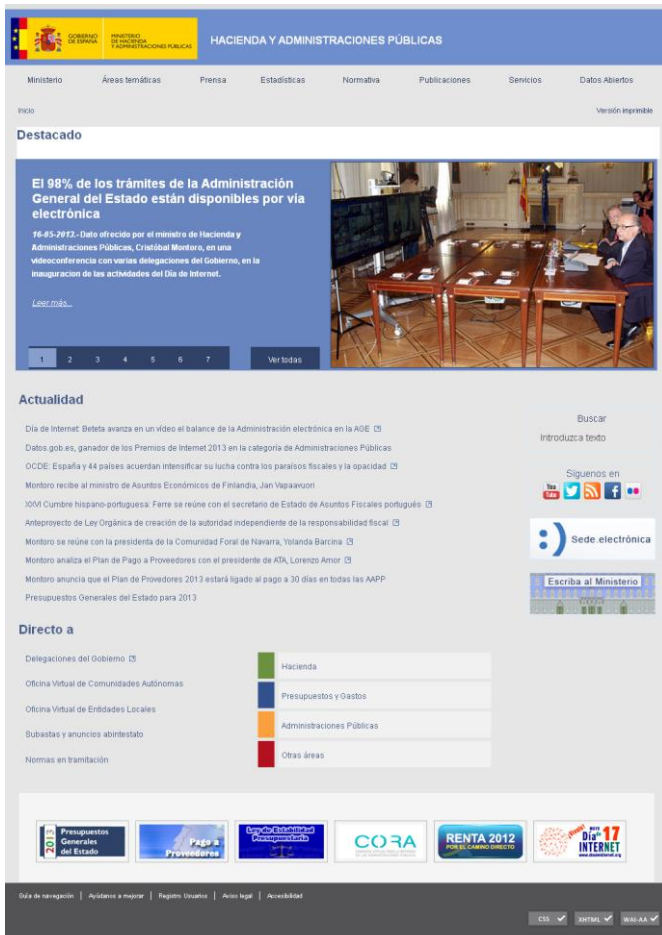 GOBIERNO
DE ESPAÑA
MINISTERIO
DE HACIENDA
Y ADMINISTRACIONES PÚBLICAS
HACIENDA Y ADMINISTRACIONES PÚBLICAS
Ministerio Áreas temáticas Prensa Estadísticas Normativa Publicaciones Servicios Datos Abiertos
Inicio Versión imprimible
Destacado
El 98% de los trámites de la Administración
General del Estado están disponibles por vía
electrónica
16-05-2013.- Dato ofrecido por el ministro de Hacienda y
Administraciones Públicas, Cristóbal Montoro, en una
videoconferencia con varias delegaciones del Gobierno, en la
inauguracion de las actividades del Día de Internet.
Leer más...
1 2 3 4 5 6 7 Ver todas
Actualidad
Día de Internet: Beteta avanza en un vídeo el balance de la Administración electrónica en la AGE
Datos.gob.es, ganador de los Premios de Internet 2013 en la categoría de Administraciones Públicas
OCDE: España y 44 países acuerdan intensificar su lucha contra los paraísos fiscales y la opacidad
Montoro recibe al ministro de Asuntos Económicos de Finlandia, Jan Vapaavuori
XXVI Cumbre hispano-portuguesa: Ferre se reúne con el secretario de Estado de Asuntos Fiscales portugués
Anteproyecto de Ley Orgánica de creación de la autoridad independiente de la responsabilidad fiscal
Montoro se reúne con la presidenta de la Comunidad Foral de Navarra, Yolanda Barcina
Montoro analiza el Plan de Pago a Proveedores con el presidente de ATA, Lorenzo Amor
Montoro anuncia que el Plan de Provedores 2013 estará ligado al pago a 30 días en todas las AAPP
Presupuestos Generales del Estado para 2013
Buscar
Introduzca texto
Síguenos en
You
Tube
Sede.electrónica
Escriba al Ministerio
Directo a
Delegaciones del Gobierno
Oficina Virtual de Comunidades Autónomas
Oficina Virtual de Entidades Locales
Subastas y anuncios abintestato
Normas en tramitación
Hacienda
Presupuestos y Gastos
Administraciones Públicas
Otras áreas
2013 Presupuestos
Generales
del Estado
Pago a
Proveedores
Ley de Estabilidad
Presupuestaria
CORA
RENTA 2012
POR EL CAMINO DIRECTO
Día de 17
INTERNET
www.diadeinternet.org
Guía de navegación | Ayúdanos a mejorar | Registro Usuarios | Aviso legal | Accesibilidad
CSS XHTML WAI-AA